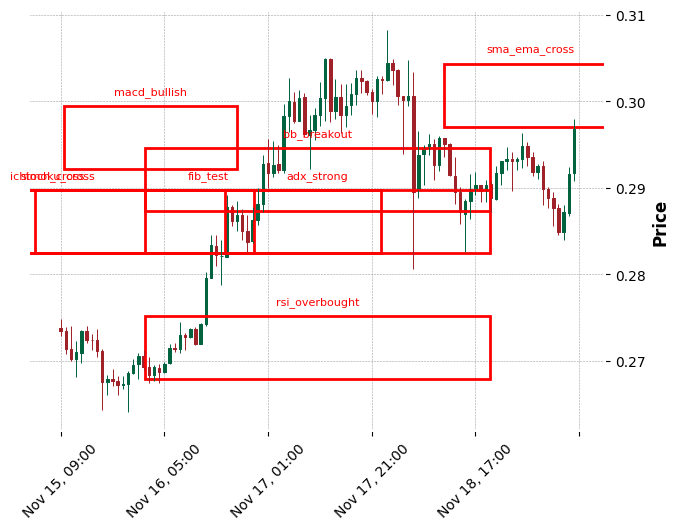 0.31
sma_ema_cross
macd_bullish
0.30
bb_breakout
fib_test
adx_strong
0.29
Price
0.28
rsi_overbought
0.27
Nov 15, 09:00
Nov 16, 05:00
Nov 17, 01:00
Nov 17, 21:00
Nov 18, 17:00